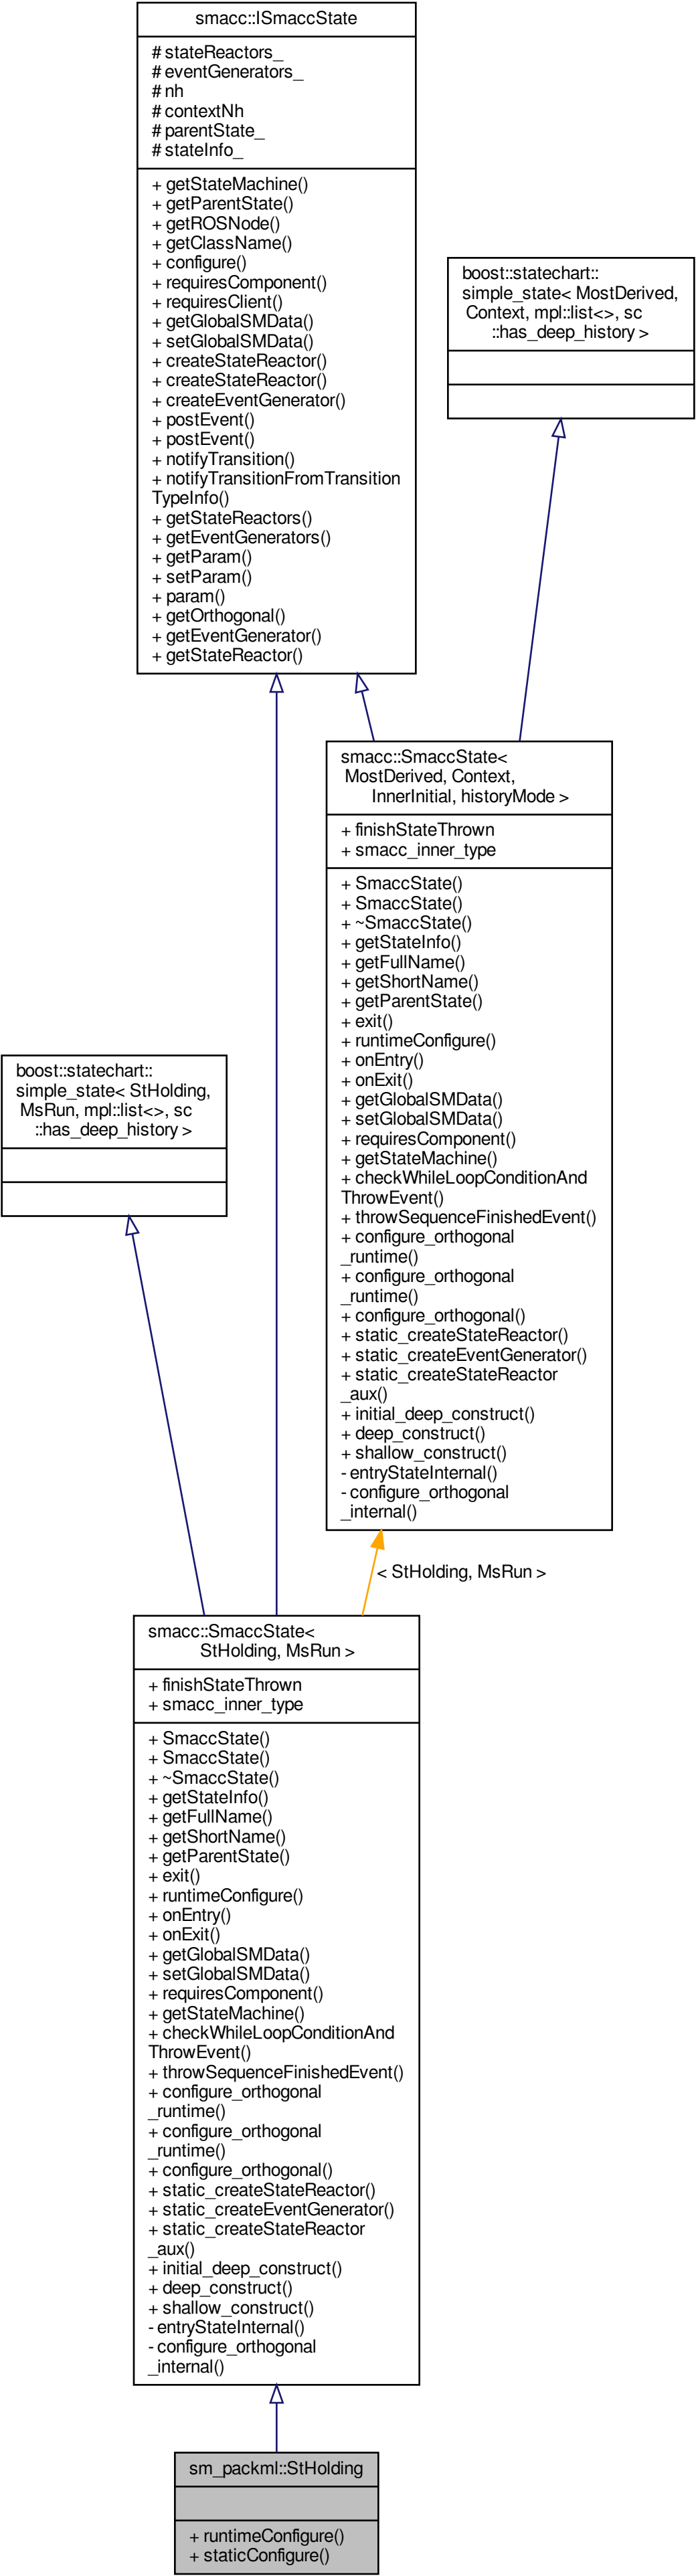 smacc::ISmaccState
# stateReactors_
# eventGenerators_
# nh
# contextNh
# parentState_
# stateInfo_
+ getStateMachine()
+ getParentState()
+ getROSNode()
+ getClassName()
+ configure()
+ requiresComponent()
+ requiresClient()
+ getGlobalSMData()
+ setGlobalSMData()
+ createStateReactor()
+ createStateReactor()
+ createEventGenerator()
+ postEvent()
+ postEvent()
+ notifyTransition()
+ notifyTransitionFromTransition
TypeInfo()
+ getStateReactors()
+ getEventGenerators()
+ getParam()
+ setParam()
+ param()
+ getOrthogonal()
+ getEventGenerator()
+ getStateReactor()
boost::statechart::
simple_state< MostDerived,
Context, mpl::list<>, sc
::has_deep_history >
smacc::SmaccState<
MostDerived, Context,
InnerInitial, historyMode >
+ finishStateThrown
+ smacc_inner_type
+ SmaccState()
+ SmaccState()
+ ~SmaccState()
+ getStateInfo()
+ getFullName()
+ getShortName()
+ getParentState()
+ exit()
+ runtimeConfigure()
+ onEntry()
+ onExit()
+ getGlobalSMData()
+ setGlobalSMData()
+ requiresComponent()
+ getStateMachine()
+ checkWhileLoopConditionAnd
ThrowEvent()
+ throwSequenceFinishedEvent()
+ configure_orthogonal
_runtime()
+ configure_orthogonal
_runtime()
+ configure_orthogonal()
+ static_createStateReactor()
+ static_createEventGenerator()
+ static_createStateReactor
_aux()
+ initial_deep_construct()
+ deep_construct()
+ shallow_construct()
- entryStateInternal()
- configure_orthogonal
_internal()
boost::statechart::
simple_state< StHolding,
MsRun, mpl::list<>, sc
::has_deep_history >
< StHolding, MsRun >
smacc::SmaccState<
StHolding, MsRun >
+ finishStateThrown
+ smacc_inner_type
+ SmaccState()
+ SmaccState()
+ ~SmaccState()
+ getStateInfo()
+ getFullName()
+ getShortName()
+ getParentState()
+ exit()
+ runtimeConfigure()
+ onEntry()
+ onExit()
+ getGlobalSMData()
+ setGlobalSMData()
+ requiresComponent()
+ getStateMachine()
+ checkWhileLoopConditionAnd
ThrowEvent()
+ throwSequenceFinishedEvent()
+ configure_orthogonal
_runtime()
+ configure_orthogonal
_runtime()
+ configure_orthogonal()
+ static_createStateReactor()
+ static_createEventGenerator()
+ static_createStateReactor
_aux()
+ initial_deep_construct()
+ deep_construct()
+ shallow_construct()
- entryStateInternal()
- configure_orthogonal
_internal()
sm_packml::StHolding
+ runtimeConfigure()
+ staticConfigure()